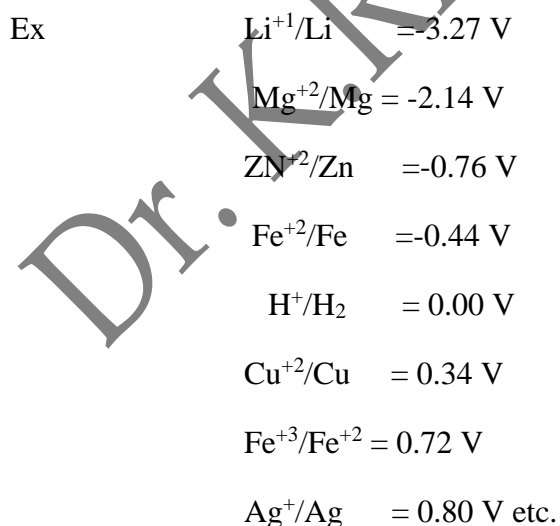 Ex Li⁺¹/Li =-3.27 V
Mg⁺²/Mg = -2.14 V
ZN⁺²/Zn =-0.76 V
Fe⁺²/Fe =-0.44 V
H⁺/H₂ = 0.00 V
Cu⁺²/Cu = 0.34 V
Fe⁺³/Fe⁺² = 0.72 V
Ag⁺/Ag = 0.80 V etc.
Dr. K.